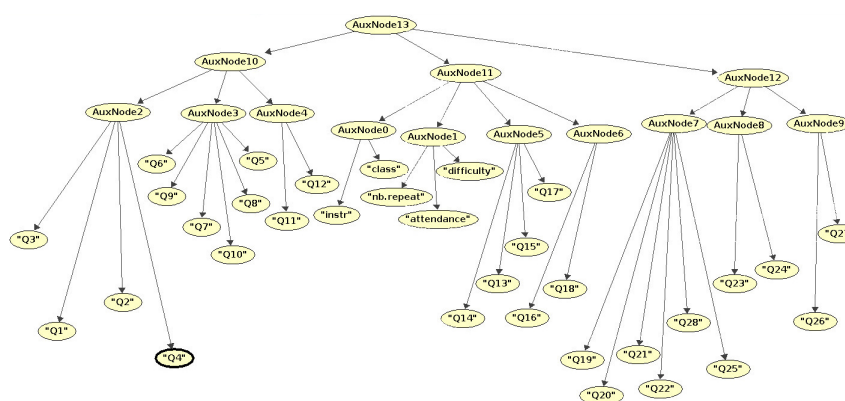 AuxNode13
AuxNode10
AuxNode11
AuxNode12
AuxNode2
AuxNode3
AuxNode4
AuxNode0
AuxNode1
AuxNode5
AuxNode6
AuxNode7
AuxNode8
AuxNode9
"Q6"
"Q5"
"Q9"
"Q8"
"Q7"
"Q10"
"Q12"
"Q11"
"class"
"instr"
"difficulty"
"nb.repeat"
"attendance"
"Q17"
"Q15"
"Q13"
"Q14"
"Q18"
"Q16"
"Q3"
"Q2"
"Q1"
"Q4"
"Q24"
"Q23"
"Q26"
"Q28"
"Q21"
"Q19"
"Q25"
"Q22"
"Q20"